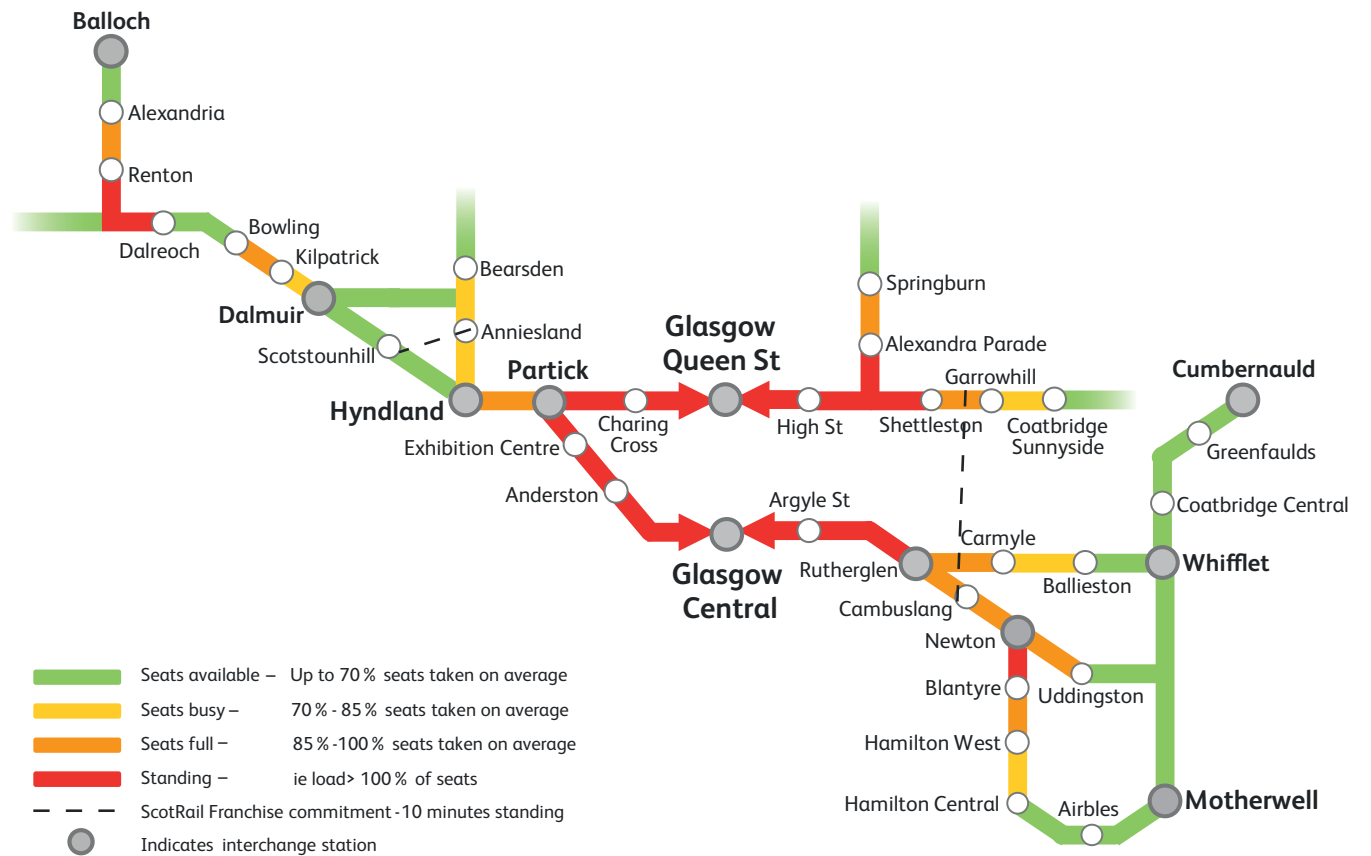 Balloch
Alexandria
Renton
Dalreoch
Bowling
Kilpatrick
Dalmuir
Scotstounhill
Bearsden
Anniesland
Hyndland
Partick
Exhibition Centre
Anderston
Charing
Cross
Glasgow
Queen St
High St
Springburn
Alexandra Parade
Garrowhill
Shettleston
Coatbridge
Sunnyside
Cumbernauld
Greenfaulds
Coatbridge Central
Whifflet
Argyle St
Glasgow
Central
Rutherglen
Carmyle
Ballieston
Cambuslang
Newton
Uddington
Blantyre
Hamilton West
Hamilton Central
Airbles
Motherwell
Seats available – Up to 70 % seats taken on average
Seats busy – 70 % - 85 % seats taken on average
Seats full – 85 % -100 % seats taken on average
Standing – ie load> 100 % of seats
ScotRail Franchise commitment - 10 minutes standing
Indicates interchange station